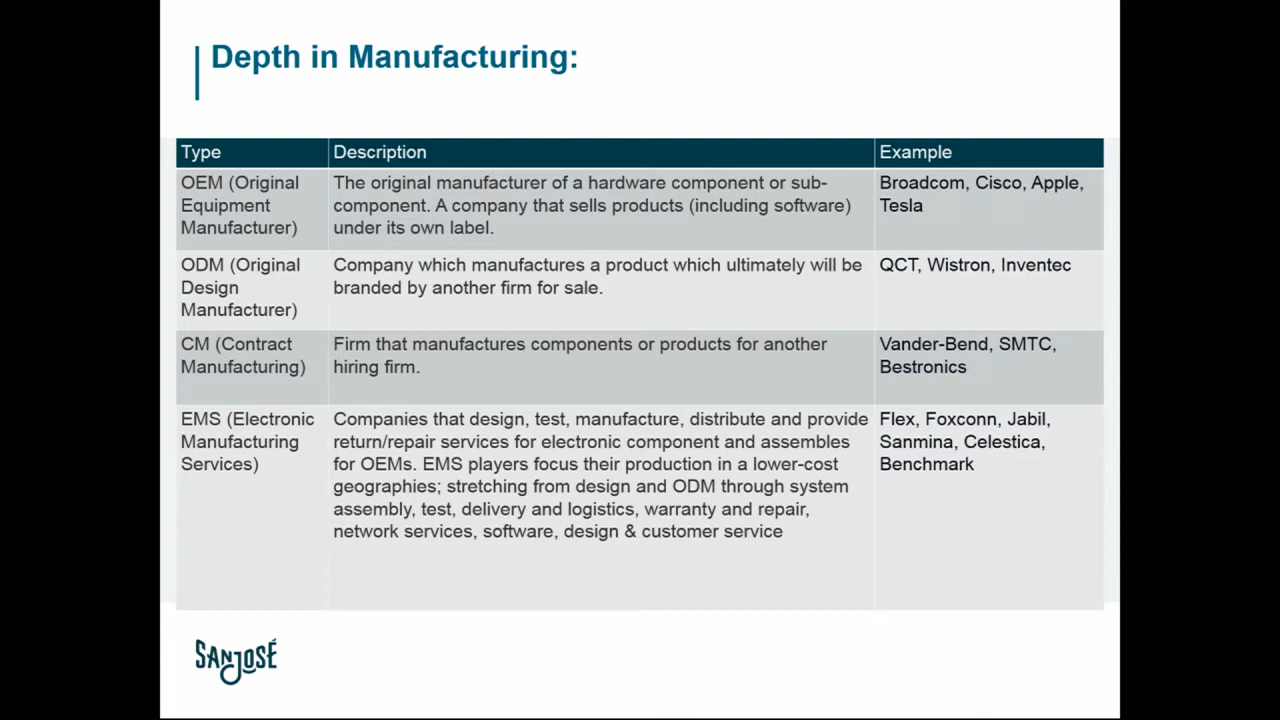 Depth in Manufacturing:
Type
Description
Example
OEM (Original
Equipment
Manufacturer)
The original manufacturer of a hardware component or sub-
component. A company that sells products (including software)
under its own label.
Broadcom, Cisco, Apple,
Tesla
ODM (Original
Design
Manufacturer)
Company which manufactures a product which ultimately will be
branded by another firm for sale.
QCT, Wistron, Inventec
CM (Contract
Manufacturing)
Firm that manufactures components or products for another
hiring firm.
Vander-Bend, SMTC,
Bestronics
EMS (Electronic
Manufacturing
Services)
Companies that design, test, manufacture, distribute and provide
return/repair services for electronic component and assembles
for OEMs. EMS players focus their production in a lower-cost
geographies; stretching from design and ODM through system
assembly, test, delivery and logistics, warranty and repair,
network services, software, design & customer service
Flex, Foxconn, Jabil,
Sanmina, Celestica,
Benchmark
SAN JOSÉ